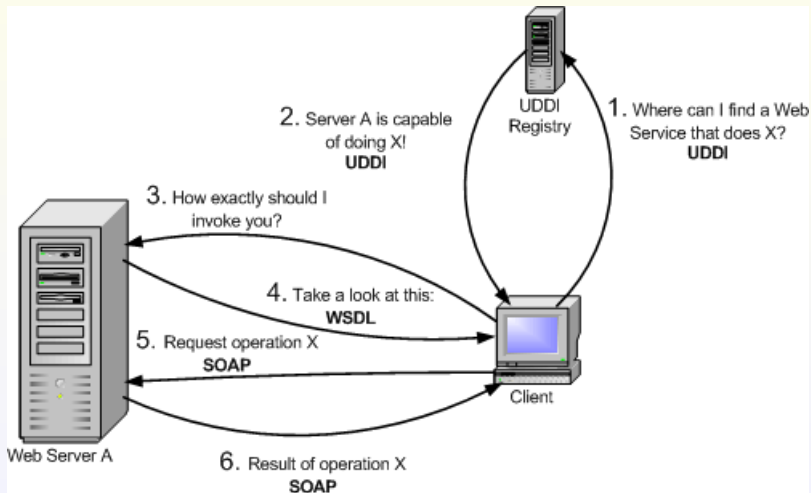 UDDI
Registry
1. Where can I find a Web
Service that does X?
UDDI
2. Server A is capable
of doing X!
UDDI
3. How exactly should I
invoke you?
4. Take a look at this:
WSDL
5. Request operation X
SOAP
Client
Web Server A
6. Result of operation X
SOAP